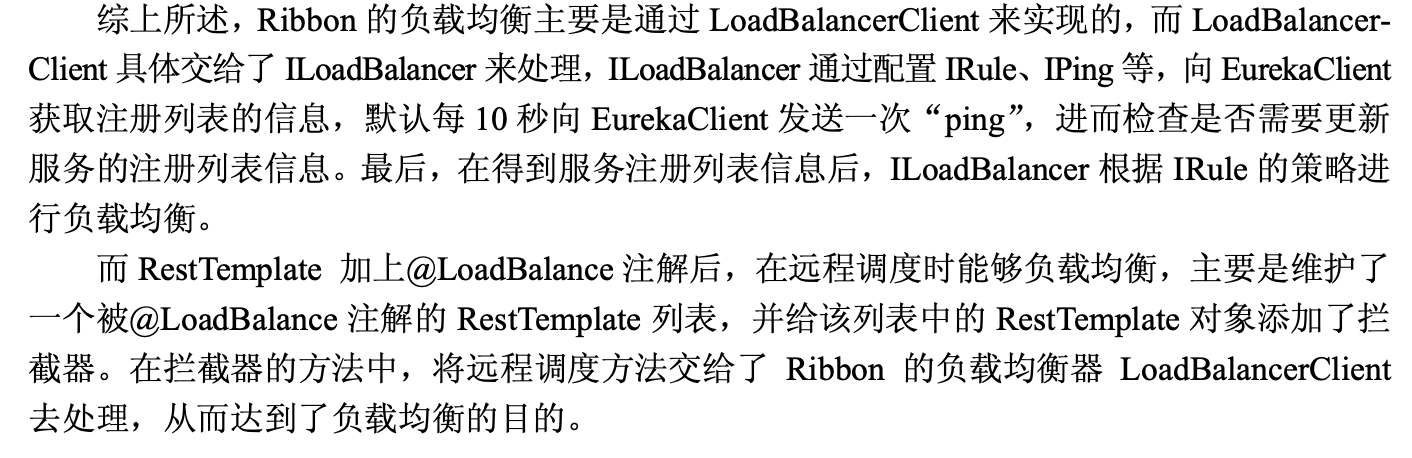 综上所述，Ribbon 的负载均衡主要是通过 LoadBalancerClient 来实现的，而 LoadBalancer-
Client 具体交给了 ILoadBalancer 来处理，ILoadBalancer 通过配置 IRule、IPing 等，向 EurekaClient
获取注册列表的信息，默认每 10 秒向 EurekaClient 发送一次“ping”，进而检查是否需要更新
服务的注册列表信息。最后，在得到服务注册列表信息后，ILoadBalancer 根据 IRule 的策略进
行负载均衡。
而 RestTemplate 加上@LoadBalance 注解后，在远程调度时能够负载均衡，主要是维护了
一个被@LoadBalance 注解的 RestTemplate 列表，并给该列表中的 RestTemplate 对象添加了拦
截器。在拦截器的方法中，将远程调度方法交给了 Ribbon 的负载均衡器 LoadBalancerClient
去处理，从而达到了负载均衡的目的。